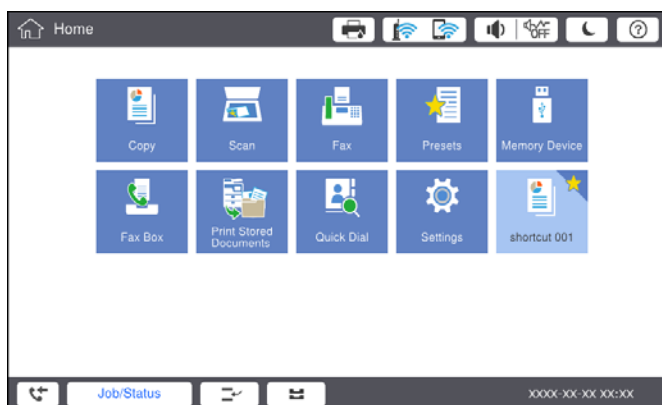 Home
OFF
Copy
Scan
Fax
Presets
Memory Device
Fax Box
Print Stored
Documents
Quick Dial
Settings
shortcut 001
Job/Status
XXXX-XX-XX XX:XX